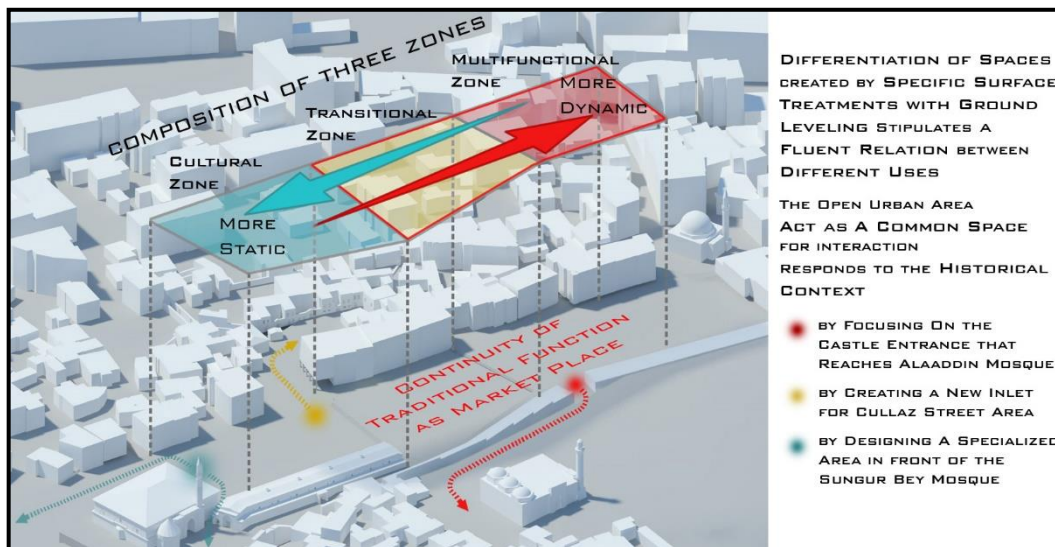 Composition of Three Zones
Multifunctional
Zone
More
Dynamic
Transitional
Zone
Cultural
Zone
More
Static
Continuity of
Traditional Function
as Market Place
Differentiation of Spaces
created by Specific Surface
Treatments with Ground
Leveling Stipulates a
Fluent Relation between
Different Uses
The Open Urban Area
Act as A Common Space
for interaction
Responds to the Historical
Context
by Focusing On the
Castle Entrance that
Reaches Alaaddin Mosque
by Creating a New Inlet
for Cullaz Street Area
by Designing A Specialized
Area in front of the
Sungur Bey Mosque